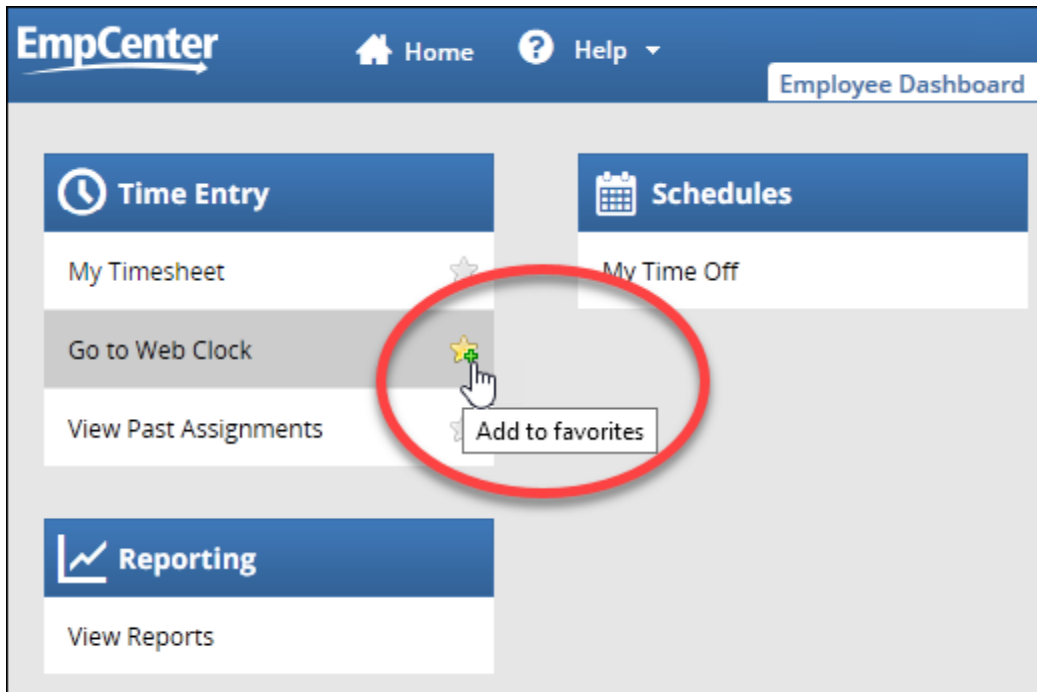 EmpCenter
Home
Help
Employee Dashboard
Time Entry
My Timesheet
Go to Web Clock
View Past Assignments
Add to favorites
Schedules
My Time Off
Reporting
View Reports